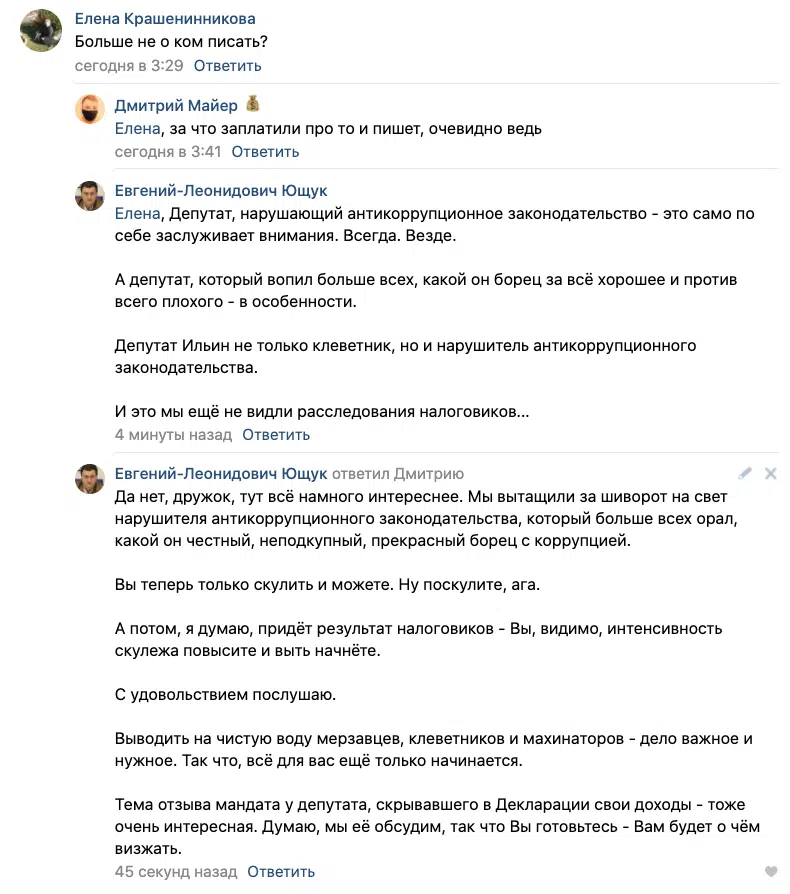 Елена Крашенинникова
Больше не о ком писать?
сегодня в 3:29 Ответить
Дмитрий Майер
Елена, за что заплатили про то и пишет, очевидно ведь
сегодня в 3:41 Ответить
Евгений-Леонидович Ющук
Елена, Депутат, нарушающий антикоррупционное законодательство - это само по
себе заслуживает внимания. Всегда. Везде.
А депутат, который вопил больше всех, какой он борец за всё хорошее и против
всего плохого - в особенности.
Депутат Ильин не только клеветник, но и нарушитель антикоррупционного
законодательства.
И это мы ещё не видли расследования налоговиков...
4 минуты назад Ответить
Евгений-Леонидович Ющук ответил Дмитрию
Да нет, дружок, тут всё намного интереснее. Мы вытащили за шиворот на свет
нарушителя антикоррупционного законодательства, который больше всех орал,
какой он честный, неподкупный, прекрасный борец с коррупцией.
Вы теперь только скулить и можете. Ну поскулите, ага.
А потом, я думаю, придёт результат налоговиков - Вы, видимо, интенсивность
скулежа повысите и выть начнёте.
С удовольствием послушаю.
Выводить на чистую воду мерзавцев, клеветников и махинаторов - дело важное и
нужное. Так что, всё для вас ещё только начинается.
Тема отзыва мандата у депутата, скрывавшего в Декларации свои доходы - тоже
очень интересная. Думаю, мы её обсудим, так что Вы готовьтесь - Вам будет о чём
визжать.
45 секунд назад Ответить